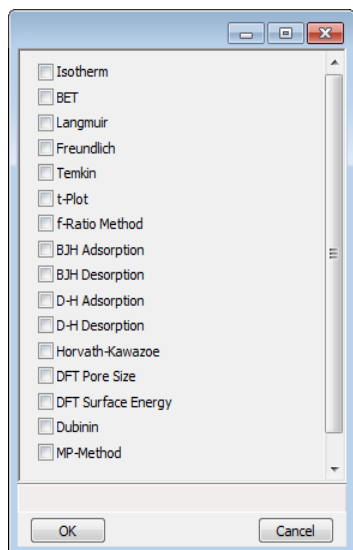 Isotherm
BET
Langmuir
Freundlich
Temkin
t-Plot
f-Ratio Method
BJH Adsorption
BJH Desorption
D-H Adsorption
D-H Desorption
Horvath-Kawazoe
DFT Pore Size
DFT Surface Energy
Dubinin
MP-Method
OK
Cancel